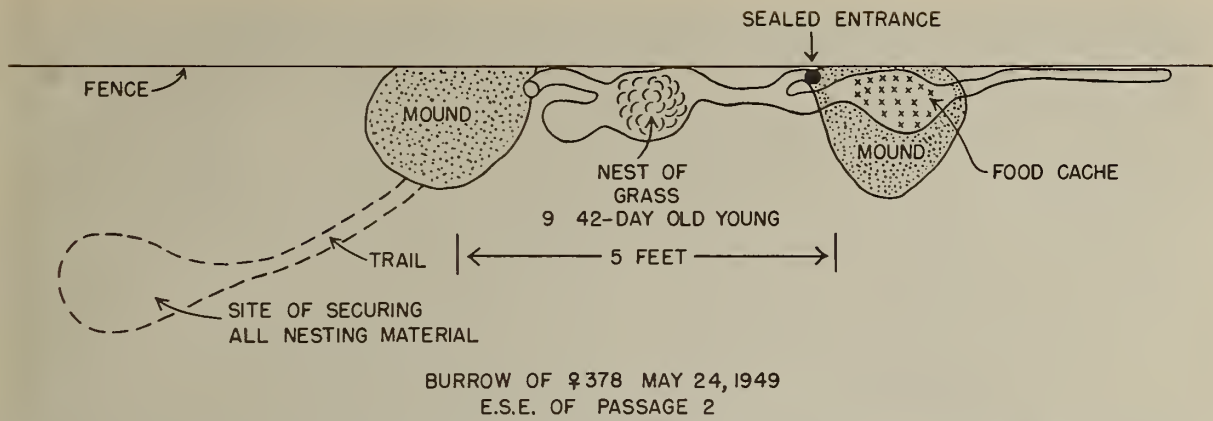 SEALED ENTRANCE
FENCE
MOUND
MOUND
NEST OF
GRASS
9 42-DAY OLD YOUNG
FOOD CACHE
TRAIL
5 FEET
SITE OF SECURING
ALL NESTING MATERIAL
BURROW OF ♀378 MAY 24, 1949
E.S.E. OF PASSAGE 2